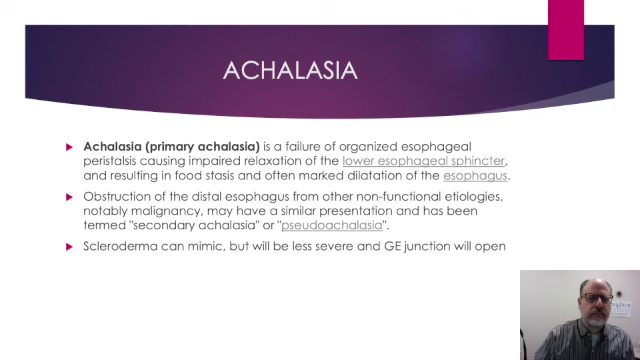 ACHALASIA
Achalasia (primary achalasia) is a failure of organized esophageal
peristalsis causing impaired relaxation of the lower esophageal sphincter,
and resulting in food stasis and often marked dilatation of the esophagus.
Obstruction of the distal esophagus from other non-functional etiologies,
notably malignancy, may have a similar presentation and has been
termed "secondary achalasia" or "pseudoachalasia".
Scleroderma can mimic, but will be less severe and GE junction will open